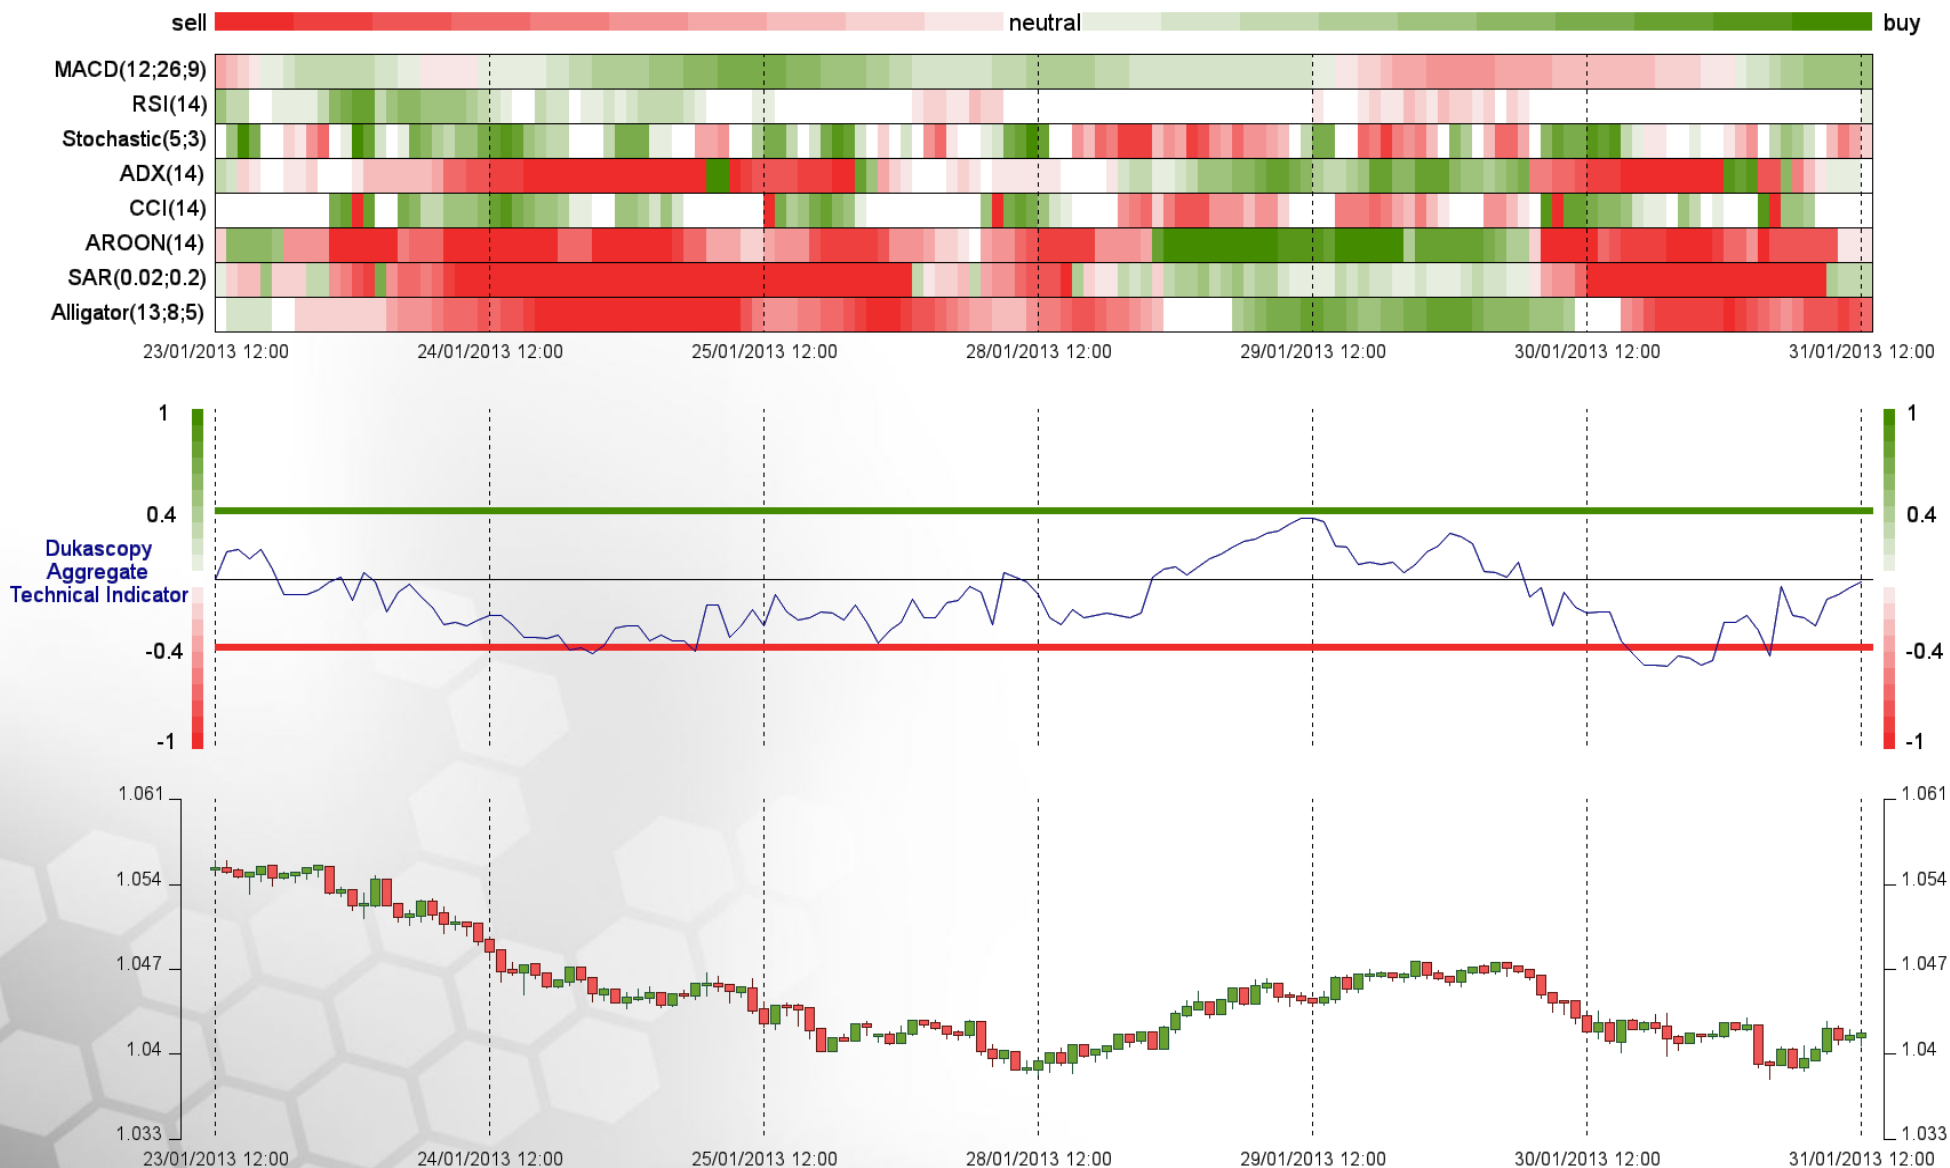 sell neutral buy
MACD(12;26;9)
RSI(14)
Stochastic(5;3)
ADX(14)
CCI(14)
AROON(14)
SAR(0.02;0.2)
Alligator(13;8;5)
23/01/2013 12:00 24/01/2013 12:00 25/01/2013 12:00 28/01/2013 12:00 29/01/2013 12:00 30/01/2013 12:00 31/01/2013 12:00
1 1
0.4 0.4
Dukascopy
Aggregate
Technical Indicator
-0.4 -0.4
-1 -1
1.061 1.061
1.054 1.054
1.047 1.047
1.04 1.04
1.033 1.033
23/01/2013 12:00 24/01/2013 12:00 25/01/2013 12:00 28/01/2013 12:00 29/01/2013 12:00 30/01/2013 12:00 31/01/2013 12:00